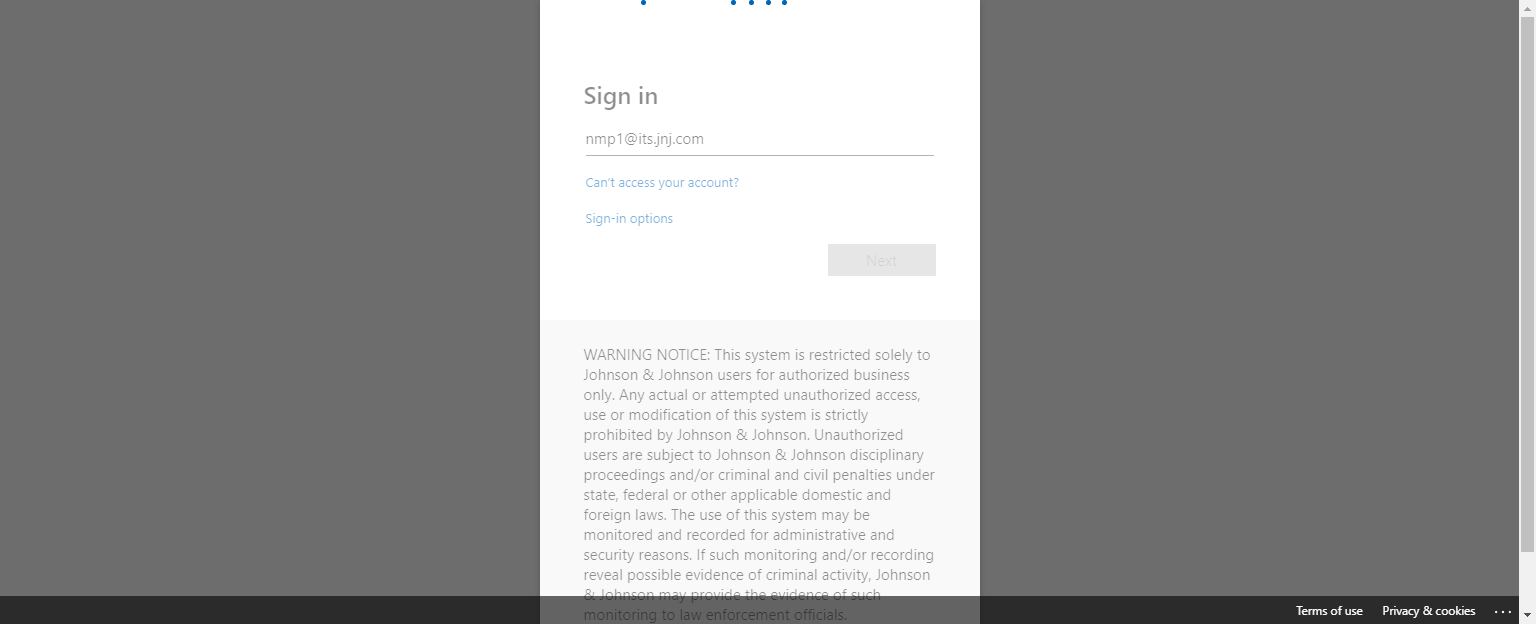 Sign in
nmp1@its.jnj.com
Can't access your account?
Sign-in options
Next
WARNING NOTICE: This system is restricted solely to
Johnson & Johnson users for authorized business
only. Any actual or attempted unauthorized access,
use or modification of this system is strictly
prohibited by Johnson & Johnson. Unauthorized
users are subject to Johnson & Johnson disciplinary
proceedings and/or criminal and civil penalties under
state, federal or other applicable domestic and
foreign laws. The use of this system may be
monitored and recorded for administrative and
security reasons. If such monitoring and/or recording
reveal possible evidence of criminal activity, Johnson
& Johnson may provide the evidence of such
monitoring to law enforcement officials.
Terms of use Privacy & cookies ...